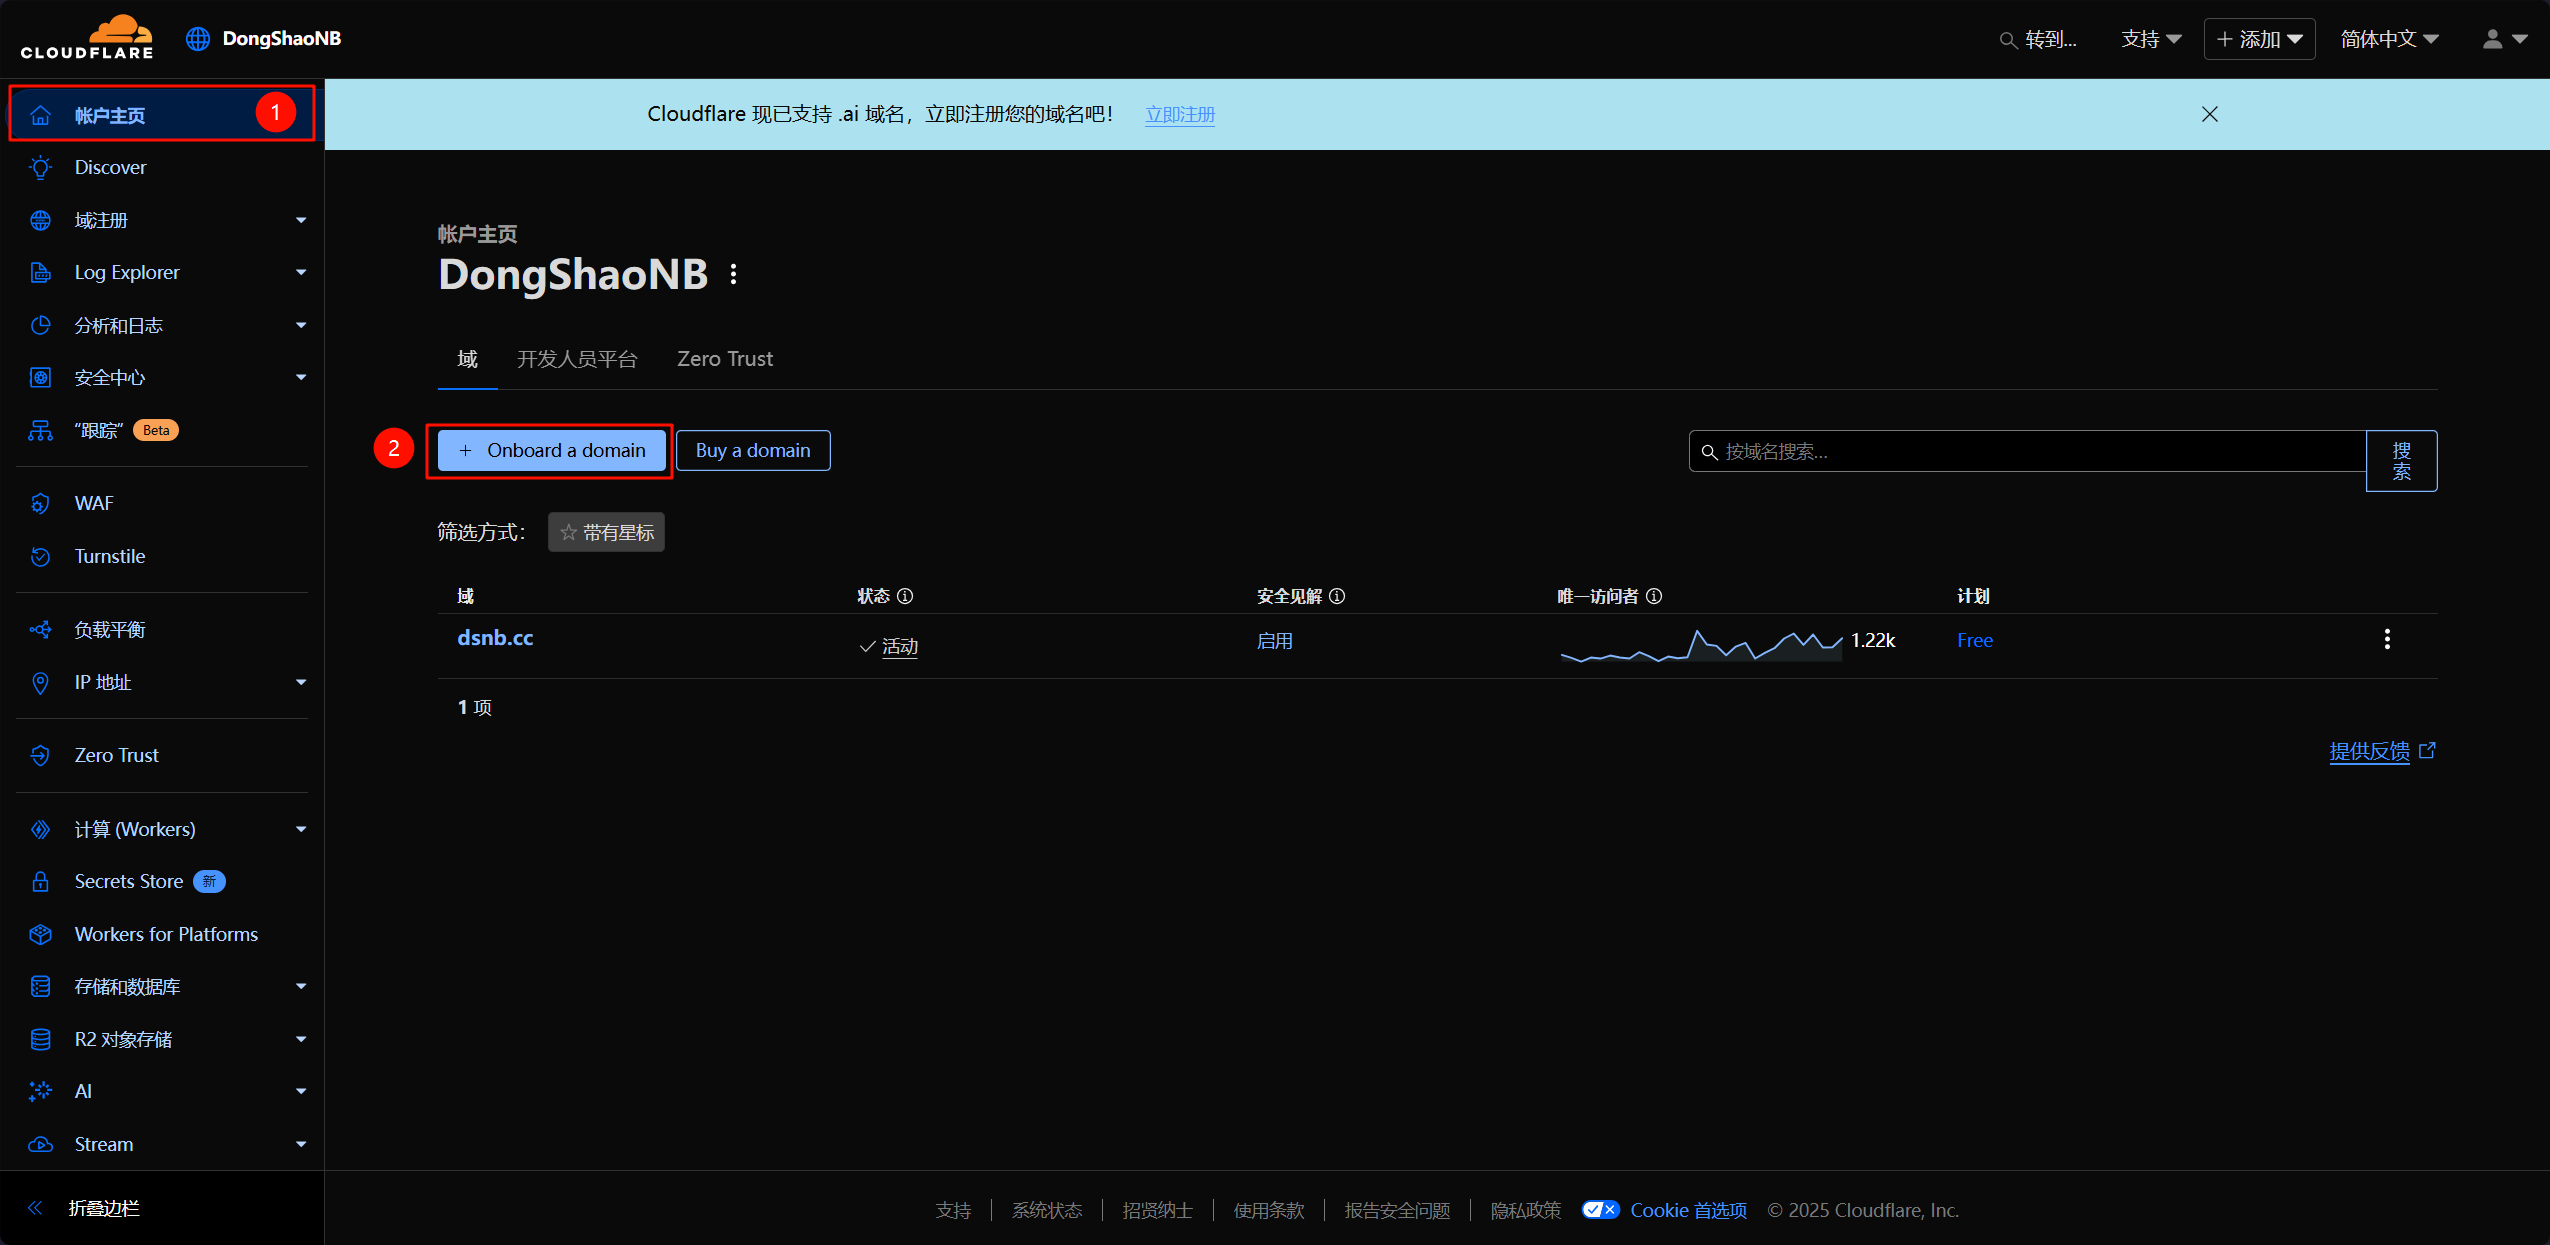 CLOUDFLARE
DongShaoNB
转到...
支持
添加
简体中文
帐户主页
1
Discover
域注册
Log Explorer
分析和日志
安全中心
“跟踪” Beta
WAF
Turnstile
负载平衡
IP 地址
Zero Trust
计算 (Workers)
Secrets Store 新
Workers for Platforms
存储和数据库
R2 对象存储
AI
Stream
折叠边栏
Cloudflare 现已支持 .ai 域名，立即注册您的域名吧！ 立即注册
帐户主页
DongShaoNB
域 开发人员平台 Zero Trust
2
+ Onboard a domain
Buy a domain
按域名搜索...
搜索
筛选方式：
带有星标
域 状态 安全见解 唯一访问者 计划
dsnb.cc 活动 启用 1.22k Free
1 项
提供反馈
支持 系统状态 招贤纳士 使用条款 报告安全问题 隐私政策 Cookie 首选项 © 2025 Cloudflare, Inc.